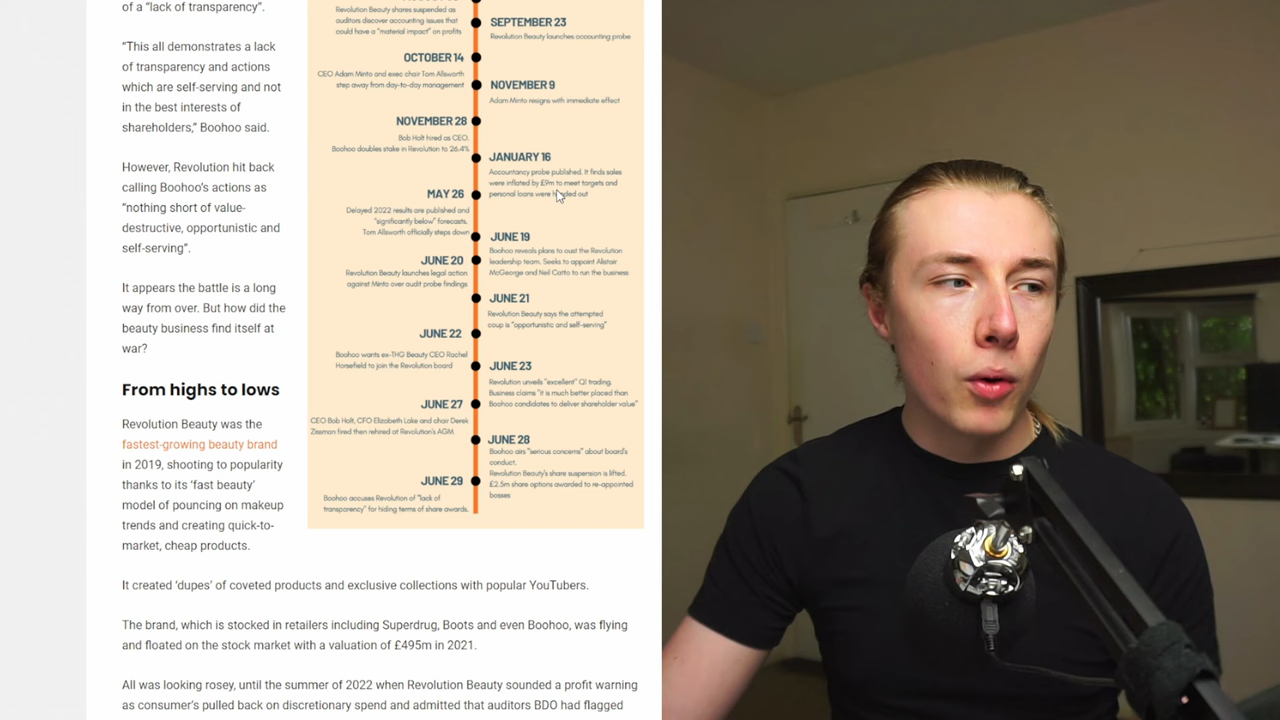 of a “lack of transparency”.
“This all demonstrates a lack
of transparency and actions
which are self-serving and not
in the best interests of
shareholders,” Boohoo said.
However, Revolution hit back
calling Boohoo’s actions as
“nothing short of value-
destructive, opportunistic and
self-serving”.
It appears the battle is a long
way from over. But how did the
beauty business find itself at
war?
From highs to lows
Revolution Beauty was the
fastest-growing beauty brand
in 2019, shooting to popularity
thanks to its ‘fast beauty’
model of pouncing on makeup
trends and creating quick-to-
market, cheap products.
Revolution Beauty shares suspended as
auditors discover accounting issues that
could have a “material impact” on profits
SEPTEMBER 23
Revolution Beauty launches accounting probe
OCTOBER 14
CEO Adam Minto and exec chair Tom Allsworth
step away from day-to-day management
NOVEMBER 9
Adam Minto resigns with immediate effect
NOVEMBER 28
Bob Holt hired as CEO.
Boohoo doubles stake in Revolution to 26.4%
JANUARY 16
Accountancy probe published. It finds sales
were inflated by £9m to meet targets and
personal loans were handed out
MAY 26
Delayed 2022 results are published and
“significantly below” forecasts.
Tom Allsworth officially steps down
JUNE 19
Boohoo reveals plans to oust the Revolution
leadership team. Seeks to appoint Alistair
McGeorge and Neil Catto to run the business
JUNE 20
Revolution Beauty launches legal action
against Minto over audit probe findings
JUNE 21
Revolution Beauty says the attempted
coup is “opportunistic and self-serving”
JUNE 22
Boohoo wants ex-THG Beauty CEO Rachel
Horsefield to join the Revolution board
JUNE 23
Revolution unveils “excellent” Q1 trading.
Business claims “it is much better placed than
Boohoo candidates to deliver shareholder value”
JUNE 27
CEO Bob Holt, CFO Elizabeth Lake and chair Derek
Zissman fired then rehired at Revolution’s AGM
JUNE 28
Boohoo airs “serious concerns” about board’s
conduct.
Revolution Beauty’s share suspension is lifted.
£2.5m share options awarded to re-appointed
bosses
JUNE 29
Boohoo accuses Revolution of “lack of
transparency” for hiding terms of share awards.
It created ‘dupes’ of coveted products and exclusive collections with popular YouTubers.
The brand, which is stocked in retailers including Superdrug, Boots and even Boohoo, was flying
and floated on the stock market with a valuation of £495m in 2021.
All was looking rosey, until the summer of 2022 when Revolution Beauty sounded a profit warning
as consumer’s pulled back on discretionary spend and admitted that auditors BDO had flagged